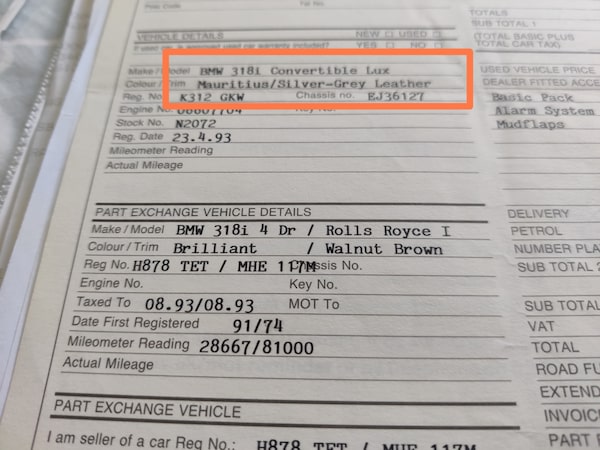 Post Code Tel No.
VEHICLE DETAILS NEW ☐ USED ☐
If used, is approved used car warranty included? YES ☐ NO ☐
Make/Model BMW 318i Convertible Lux
Colour/Trim Mauritius/Silver-Grey Leather
Reg. No. K312 GKW Chassis no. EJ36127
Engine No. Key No.
Stock No. N2072
Reg. Date 23.4.93
Mileometer Reading
Actual Mileage
PART EXCHANGE VEHICLE DETAILS
Make / Model BMW 318i 4 Dr / Rolls Royce I
Colour/Trim Brilliant / Walnut Brown
Reg No. H878 TET / MHE 117M Chassis No.
Engine No. Key No.
Taxed To 08.93/08.93 MOT To
Date First Registered 91/74
Mileometer Reading 28667/81000
Actual Mileage
PART EXCHANGE VEHICLE
I am seller of a car Reg No.: H878 TET / MHE 117M
TOTALS
SUB TOTAL 1
(TOTAL BASIC PLUS
TOTAL CAR TAX)
USED VEHICLE PRICE
DEALER FITTED ACCE
Basic Pack
Alarm System
Mudflaps
DELIVERY
PETROL
NUMBER PLA
SUB TOTAL 2
SUB TOTAL
VAT
TOTAL
ROAD FU
EXTEND
INVOIC
PART